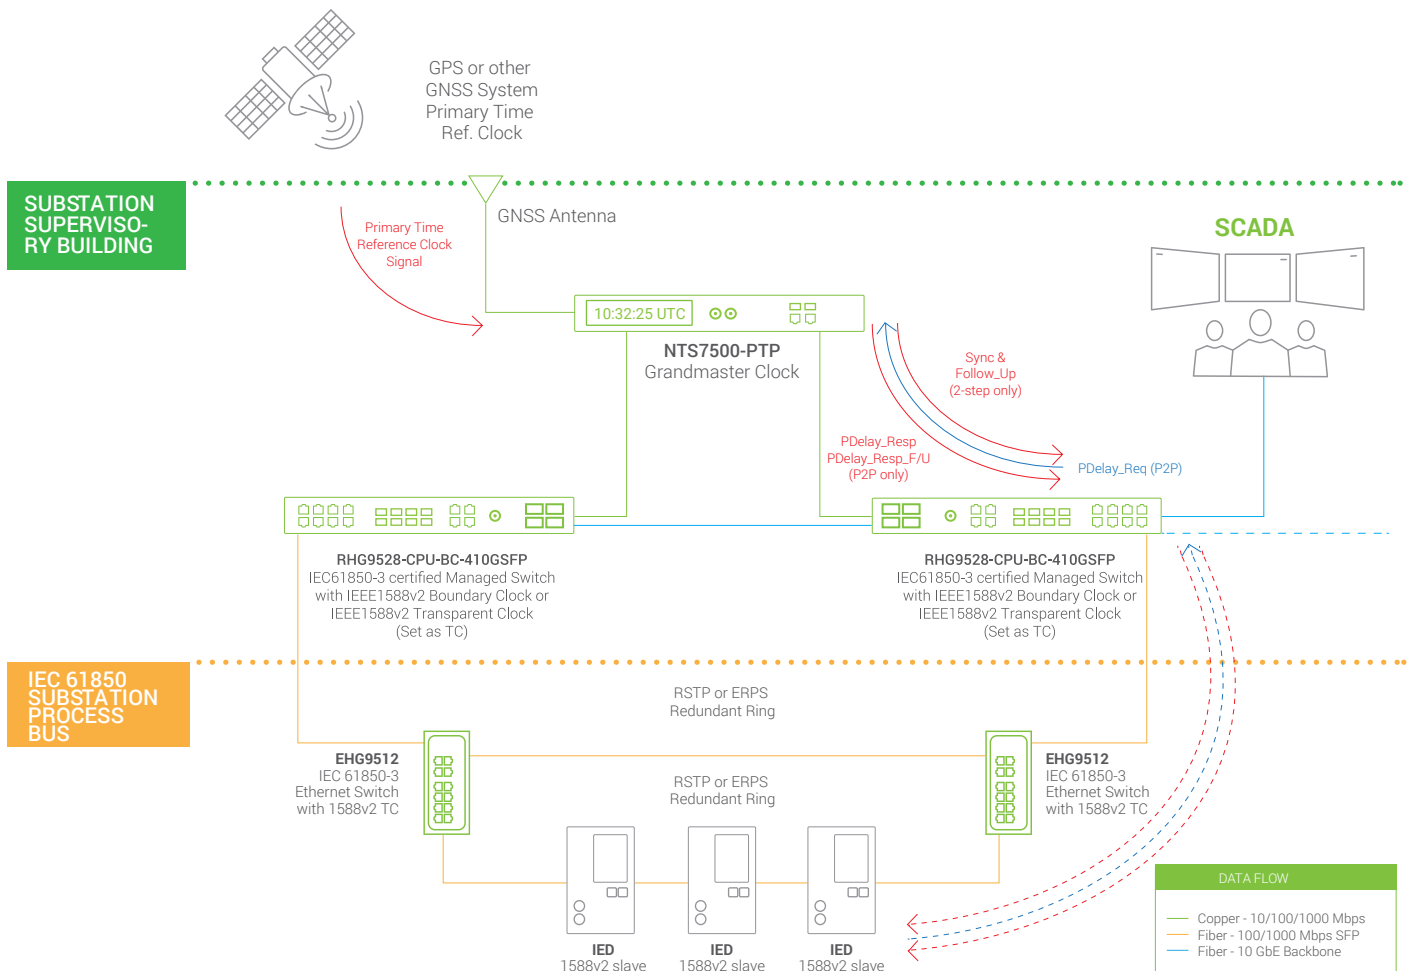 GPS or other
GNSS System
Primary Time
Ref. Clock
SUBSTATION
SUPERVISO-
RY BUILDING
GNSS Antenna
Primary Time
Reference Clock
Signal
SCADA
10:32:25 UTC
NTS7500-PTP
Grandmaster Clock
Sync &
Follow_Up
(2-step only)
PDelay_Resp
PDelay_Resp_F/U
(P2P only)
PDelay_Req (P2P)
RHG9528-CPU-BC-410GSFP
IEC61850-3 certified Managed Switch
with IEEE1588v2 Boundary Clock or
IEEE1588v2 Transparent Clock
(Set as TC)
RHG9528-CPU-BC-410GSFP
IEC61850-3 certified Managed Switch
with IEEE1588v2 Boundary Clock or
IEEE1588v2 Transparent Clock
(Set as TC)
IEC 61850
SUBSTATION
PROCESS
BUS
RSTP or ERPS
Redundant Ring
EHG9512
IEC 61850-3
Ethernet Switch
with 1588v2 TC
RSTP or ERPS
Redundant Ring
EHG9512
IEC 61850-3
Ethernet Switch
with 1588v2 TC
IED
1588v2 slave
IED
1588v2 slave
IED
1588v2 slave
DATA FLOW
Copper - 10/100/1000 Mbps
Fiber - 100/1000 Mbps SFP
Fiber - 10 GbE Backbone